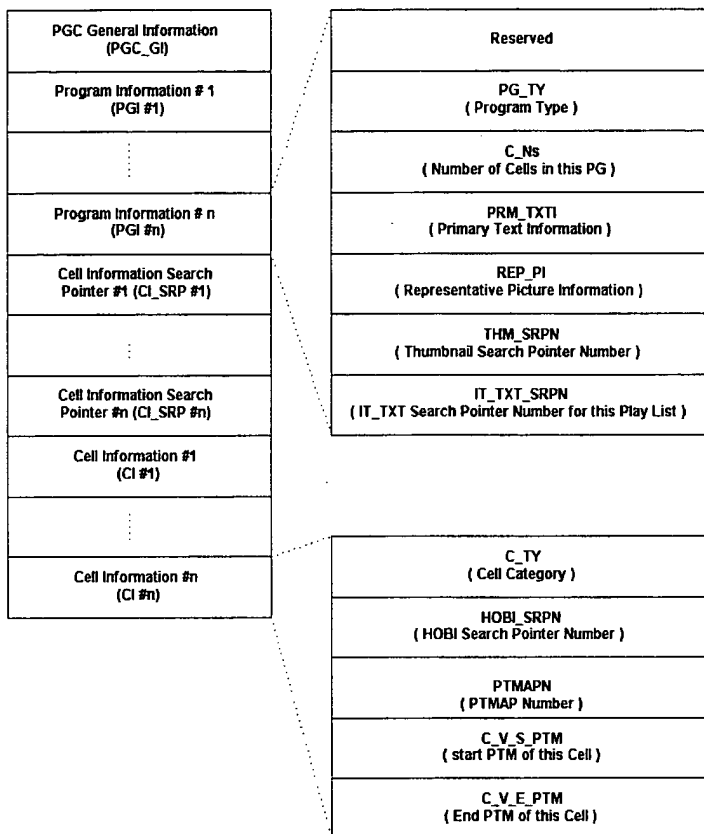 PGC General Information
(PGC_GI)
Program Information # 1
(PGI #1)
Program Information # n
(PGI #n)
Cell Information Search
Pointer #1 (CI_SRP #1)
Cell Information Search
Pointer #n (CI_SRP #n)
Cell Information #1
(CI #1)
Cell Information #n
(CI #n)
Reserved
PG_TY
( Program Type )
C_Ns
( Number of Cells in this PG )
PRM_TXTI
( Primary Text Information )
REP_PI
( Representative Picture Information )
THM_SRPN
( Thumbnail Search Pointer Number )
IT_TXT_SRPN
( IT_TXT Search Pointer Number for this Play List )
C_TY
( Cell Category )
HOBI_SRPN
( HOBI Search Pointer Number )
PTMAPN
( PTMAP Number )
C_V_S_PTM
( start PTM of this Cell )
C_V_E_PTM
( End PTM of this Cell )